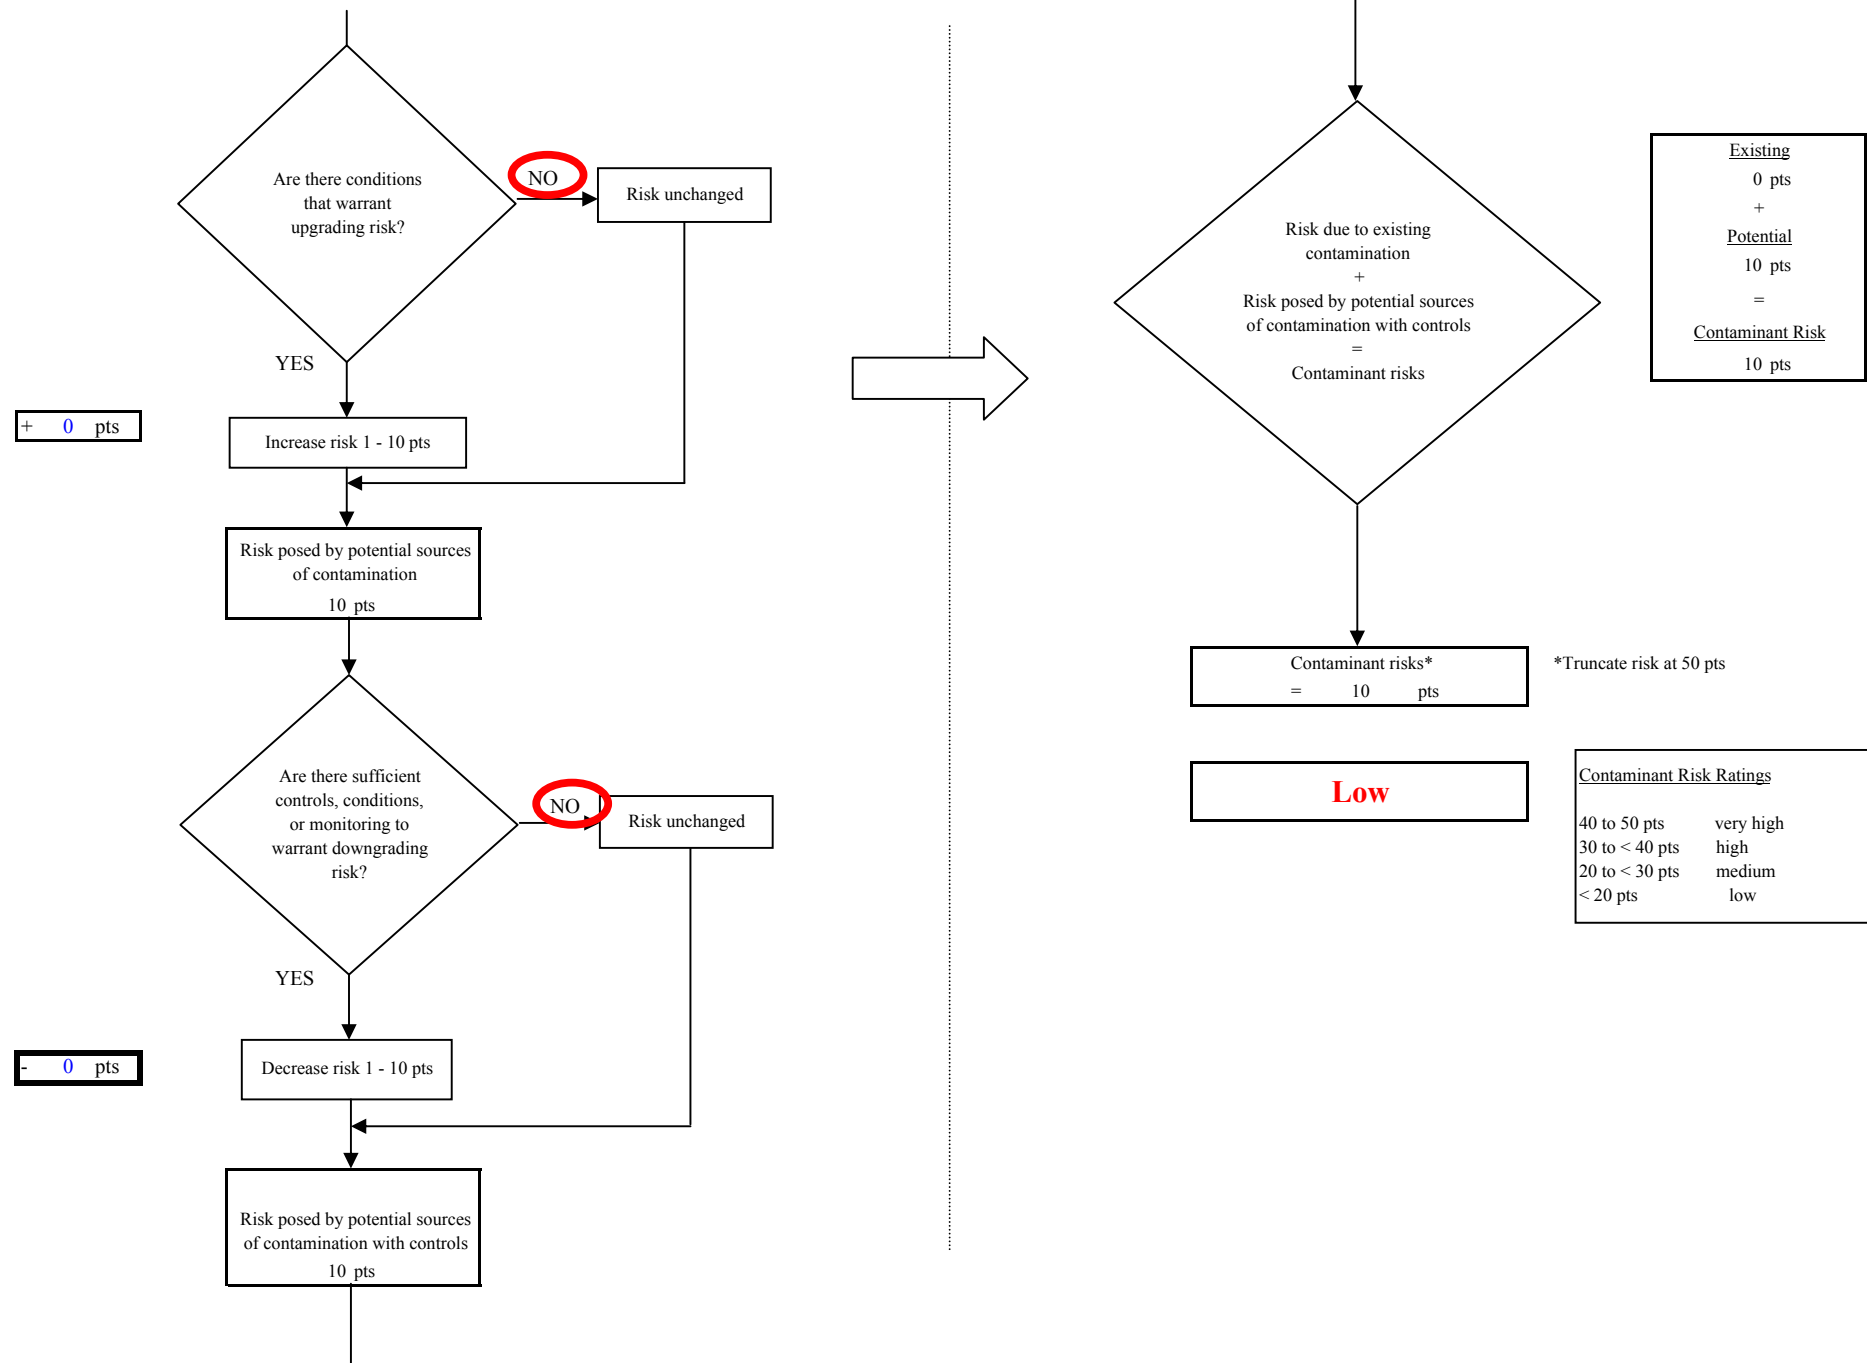 Are there conditions
that warrant
upgrading risk?
NO
Risk unchanged
YES
+ 0 pts
Increase risk 1 - 10 pts
Risk posed by potential sources
of contamination
10 pts
Are there sufficient
controls, conditions,
or monitoring to
warrant downgrading
risk?
NO
Risk unchanged
YES
- 0 pts
Decrease risk 1 - 10 pts
Risk posed by potential sources
of contamination with controls
10 pts
Risk due to existing
contamination
+
Risk posed by potential sources
of contamination with controls
=
Contaminant risks
Existing
0 pts
+
Potential
10 pts
=
Contaminant Risk
10 pts
Contaminant risks*
= 10 pts
*Truncate risk at 50 pts
Low
Contaminant Risk Ratings
40 to 50 pts very high
30 to < 40 pts high
20 to < 30 pts medium
< 20 pts low